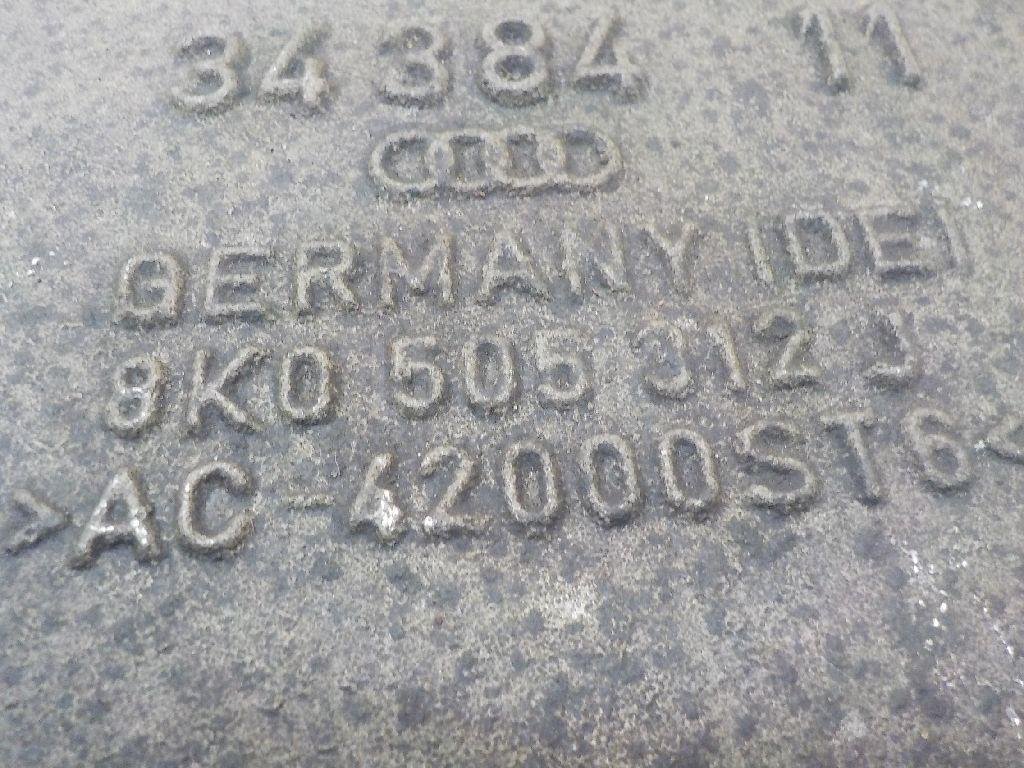 34 384 11
GERMANY (DE)
8K0 505 312 J
>AC-42000ST6<